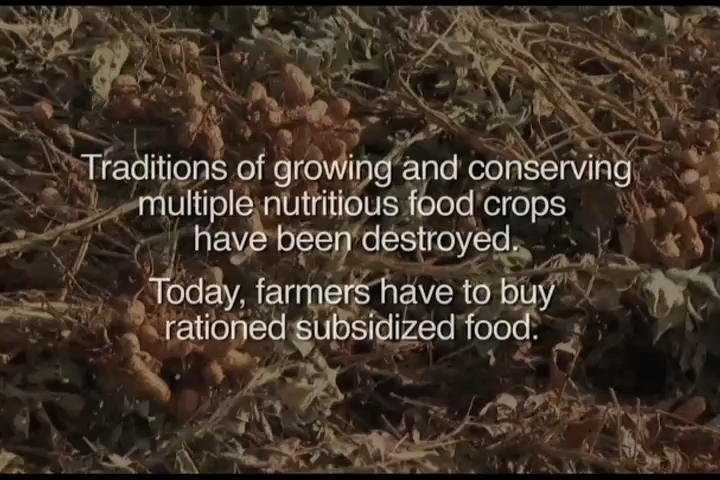 Traditions of growing and conserving
multiple nutritious food crops
have been destroyed.
Today, farmers have to buy
rationed subsidized food.